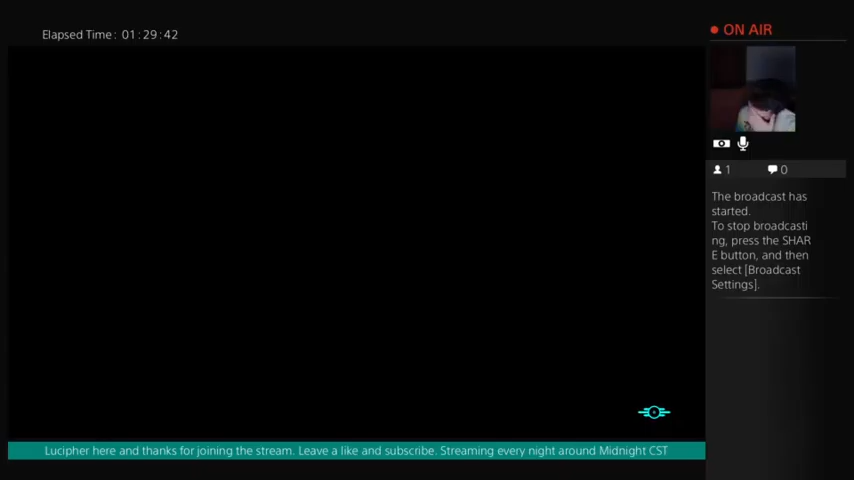 Elapsed Time: 01:29:42
ON AIR
1 0
The broadcast has
started.
To stop broadcasti
ng, press the SHAR
E button, and then
select [Broadcast
Settings].
Lucipher here and thanks for joining the stream. Leave a like and subscribe. Streaming every night around Midnight CST